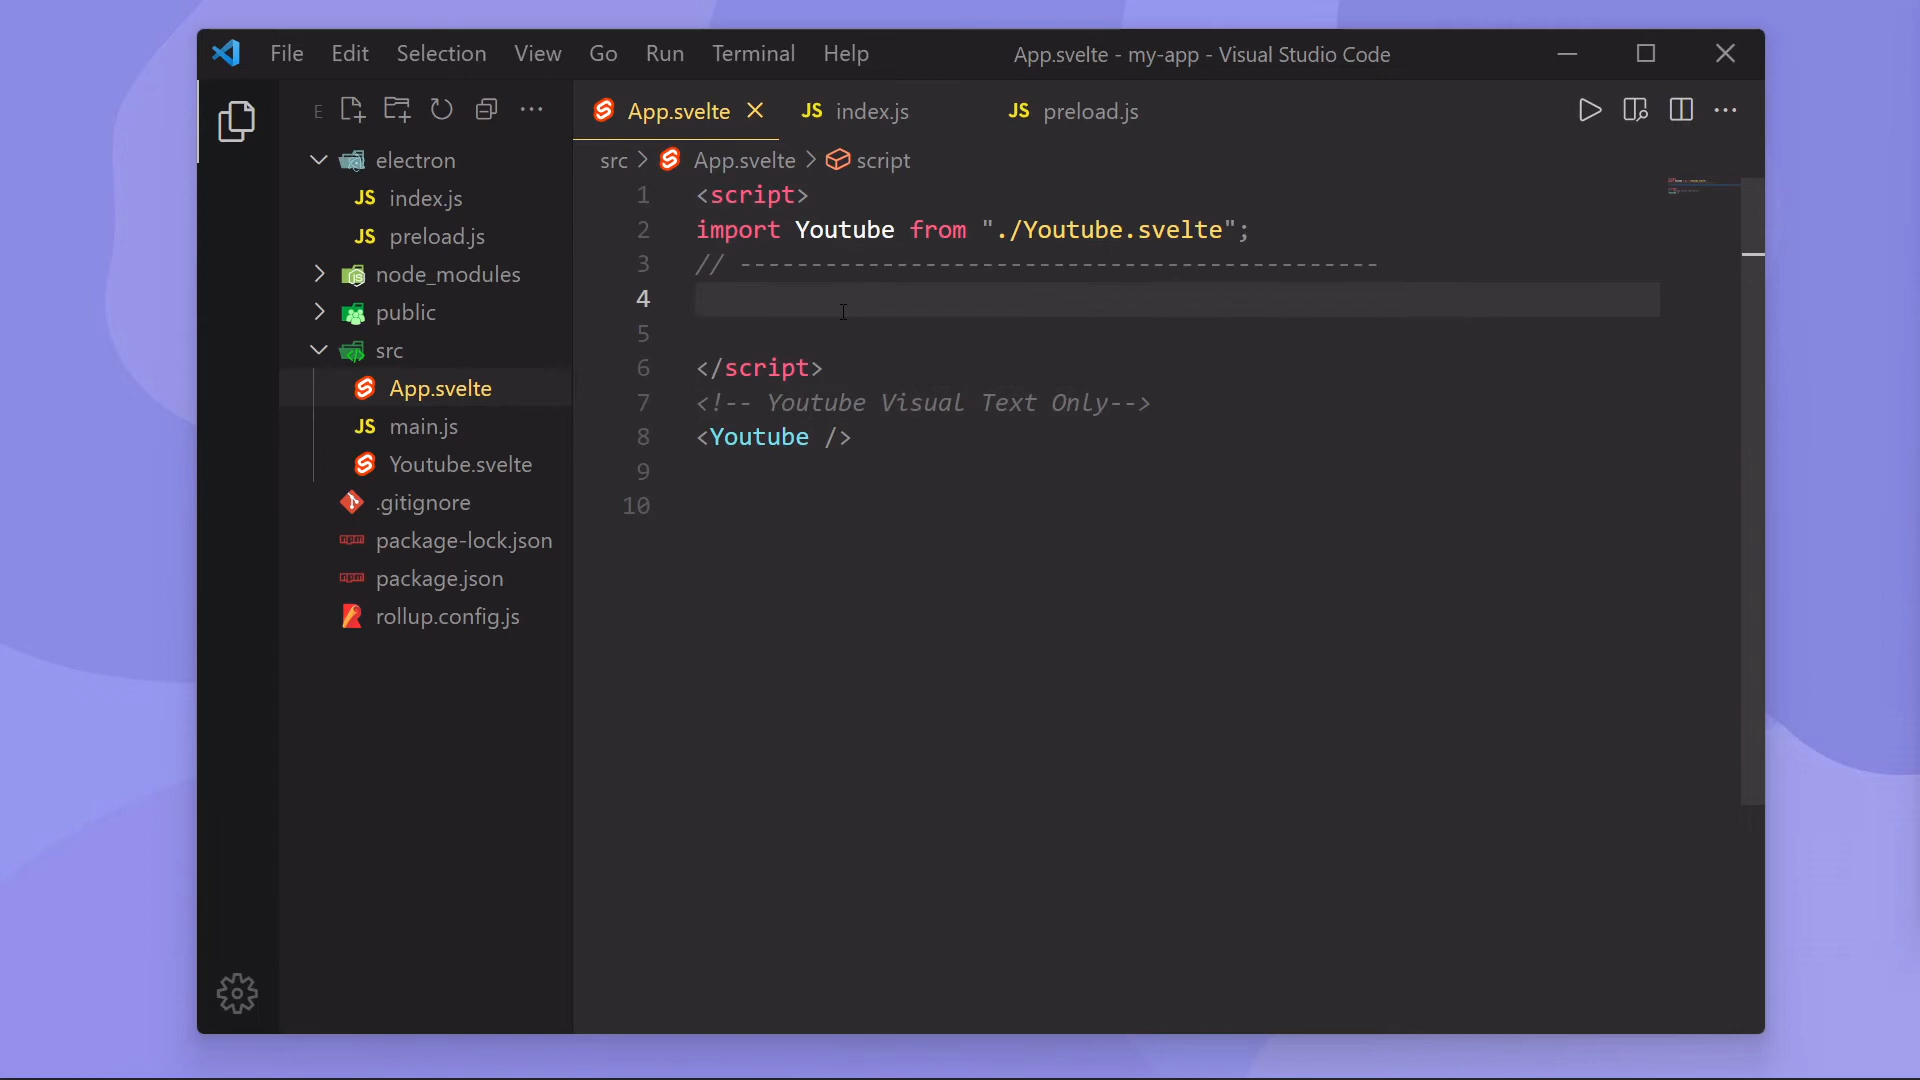 File Edit Selection View Go Run Terminal Help App.svelte - my-app - Visual Studio Code
E
App.svelte JS index.js JS preload.js
src > App.svelte > script
electron
JS index.js
JS preload.js
node_modules
public
src
App.svelte
JS main.js
Youtube.svelte
.gitignore
package-lock.json
package.json
rollup.config.js
1 <script>
2 import Youtube from "./Youtube.svelte";
3 // ---------------------------------------------
4
5
6 </script>
7 <!-- Youtube Visual Text Only-->
8 <Youtube />
9
10